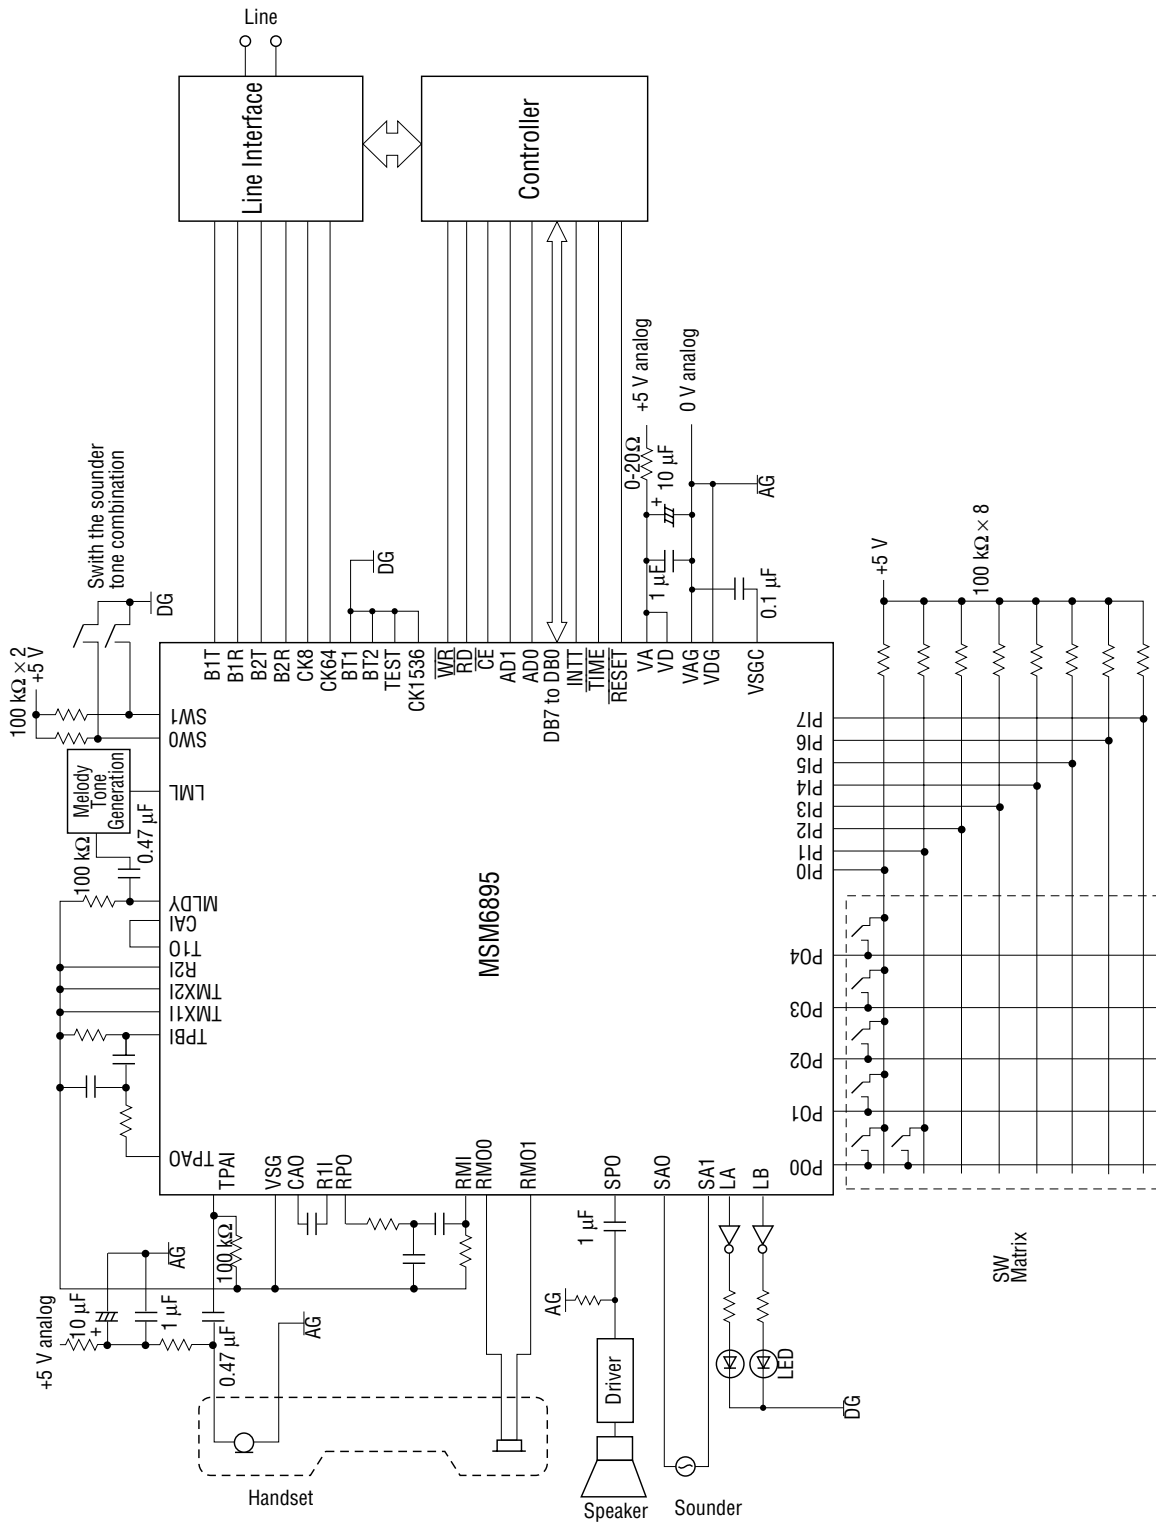 Line
Line Interface
Controller
100 kΩ × 2
+5 V
Swith the sounder
tone combination
DG
Melody
Tone
Generation
100 kΩ
0.47 µF
DG
+5 V analog
0-20Ω
+
10 µF
1 µF
0 V analog
AG
0.1 µF
B1T
B1R
B2T
B2R
CK8
CK64
BT1
BT2
TEST
CK1536
WR
RD
CE
AD1
AD0
DB7 to DB0
INTT
TIME
RESET
VA
VD
VAG
VDG
VSGC
SW1
SW0
LML
MLDY
CAI
T1O
R2I
TMX2I
TMX1I
TPBI
TPAO
MSM6895
PI7
PI6
PI5
PI4
PI3
PI2
PI1
PI0
PO4
PO3
PO2
PO1
PO0
+5 V
100 kΩ × 8
SW
Matrix
TPAI
VSG
CAO
R1I
RPO
RMI
RMO0
RMO1
SPO
SAO
SA1
LA
LB
+5 V analog
10 µF
+
1 µF
AG
100 kΩ
0.47 µF
AG
1 µF
AG
Driver
LED
DG
Handset
Speaker
Sounder